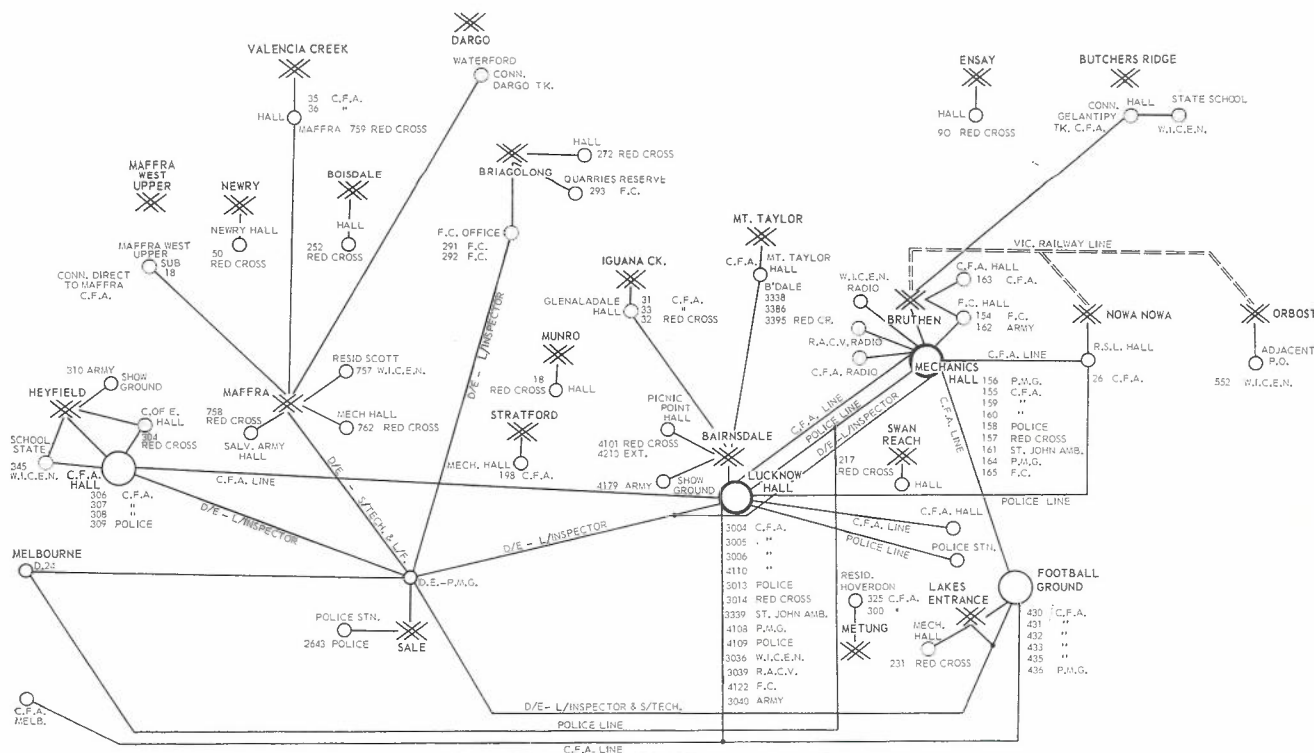 DARGO
WATERFORD
CONN.
DARGO TK.
VALENCIA CREEK
35 C.F.A.
36 "
HALL
MAFFRA 759 RED CROSS
ENSAY
HALL
90 RED CROSS
BUTCHERS RIDGE
CONN. HALL
GELANTIPY
TK. C.F.A.
STATE SCHOOL
W.I.C.E.N.
MAFFRA
WEST
UPPER
NEWRY
NEWRY HALL
50
RED CROSS
BOISDALE
HALL
252
RED CROSS
BRIAGOLONG
HALL
272 RED CROSS
QUARRIES RESERVE
293 F.C.
MAFFRA WEST
UPPER
SUB
18
CONN. DIRECT
TO MAFFRA
C.F.A.
F.C. OFFICE
291 F.C.
292 F.C.
D/E - L/INSPECTOR
IGUANA CK.
GLENALADALE
HALL
31 C.F.A.
33 "
32 RED CROSS
MT. TAYLOR
C.F.A.
MT. TAYLOR
HALL
B'DALE
3338
3386
3395 RED CR.
VIC. RAILWAY LINE
W.I.C.E.N.
RADIO
BRUTHEN
C.F.A. HALL
163 C.F.A.
F.C. HALL
154 F.C.
162 ARMY
R.A.C.V. RADIO
C.F.A. RADIO
MECHANICS
HALL
156 P.M.G.
155 C.F.A.
159 "
160 "
158 POLICE
157 RED CROSS
161 ST. JOHN AMB.
164 P.M.G.
165 F.C.
C.F.A. LINE
NOWA NOWA
R.S.L. HALL
26 C.F.A.
ORBOST
ADJACENT
P.O.
552 W.I.C.E.N.
310 ARMY
SHOW
GROUND
HEYFIELD
C.OF E.
HALL
304
RED CROSS
SCHOOL
STATE
345
W.I.C.E.N.
C.F.A.
HALL
306 C.F.A.
307 "
308 "
309 POLICE
MAFFRA
RESID SCOTT
757 W.I.C.E.N.
MECH HALL
762 RED CROSS
758
RED CROSS
SALV. ARMY
HALL
MUNRO
18
RED CROSS
HALL
STRATFORD
MECH. HALL
198 C.F.A.
PICNIC
POINT
HALL
4101 RED CROSS
4210 EXT.
BAIRNSDALE
SHOW
GROUND
4179 ARMY
LUCKNOW
HALL
C.F.A. LINE
POLICE LINE
D/E - L/INSPECTOR
217
RED CROSS
SWAN
REACH
HALL
C.F.A. LINE
POLICE LINE
C.F.A. LINE
D/E - L/INSPECTOR
D/E - S/TECH. & L/F.
D/E - L/INSPECTOR
C.F.A. LINE
C.F.A. HALL
POLICE LINE
POLICE STN.
3004 C.F.A.
3005 "
3006 "
4110 "
3013 POLICE
3014 RED CROSS
3339 ST. JOHN AMB.
4108 P.M.G.
4109 POLICE
3036 W.I.C.E.N.
3039 R.A.C.V.
4122 F.C.
3040 ARMY
MELBOURNE
D.24
D.E.-P.M.G.
POLICE STN.
2643 POLICE
SALE
RESID.
HOVERDON
325 C.F.A.
300 "
METUNG
LAKES
ENTRANCE
MECH.
HALL
231 RED CROSS
FOOTBALL
GROUND
430 C.F.A.
431 "
432 "
433 "
435 "
436 P.M.G.
C.F.A.
MELB.
D/E - L/INSPECTOR & S/TECH.
POLICE LINE
C.F.A. LINE